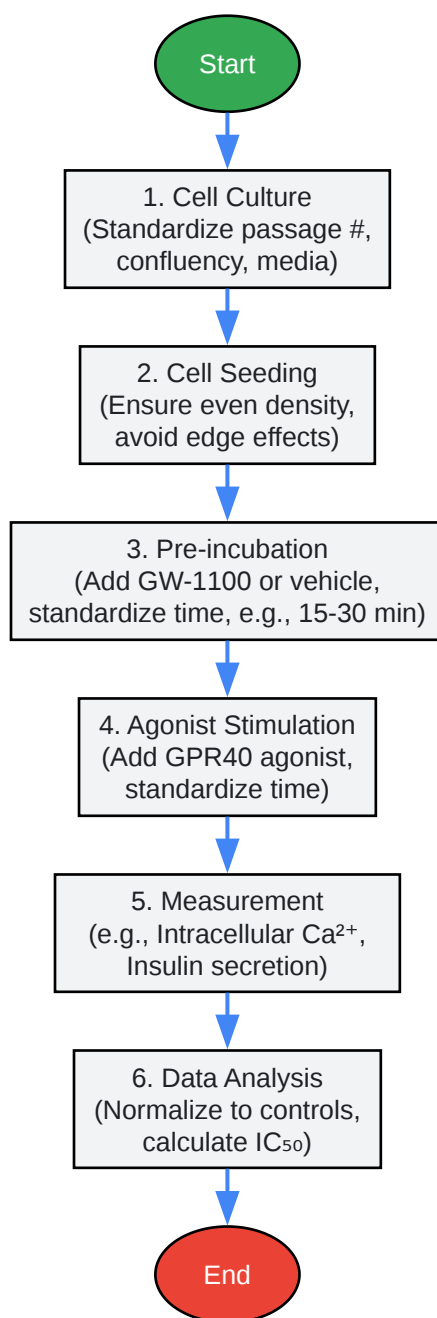 Start
1. Cell Culture
(Standardize passage #,
confluency, media)
2. Cell Seeding
(Ensure even density,
avoid edge effects)
3. Pre-incubation
(Add GW-1100 or vehicle,
standardize time, e.g., 15-30 min)
4. Agonist Stimulation
(Add GPR40 agonist,
standardize time)
5. Measurement
(e.g., Intracellular Ca²⁺,
Insulin secretion)
6. Data Analysis
(Normalize to controls,
calculate IC₅₀)
End